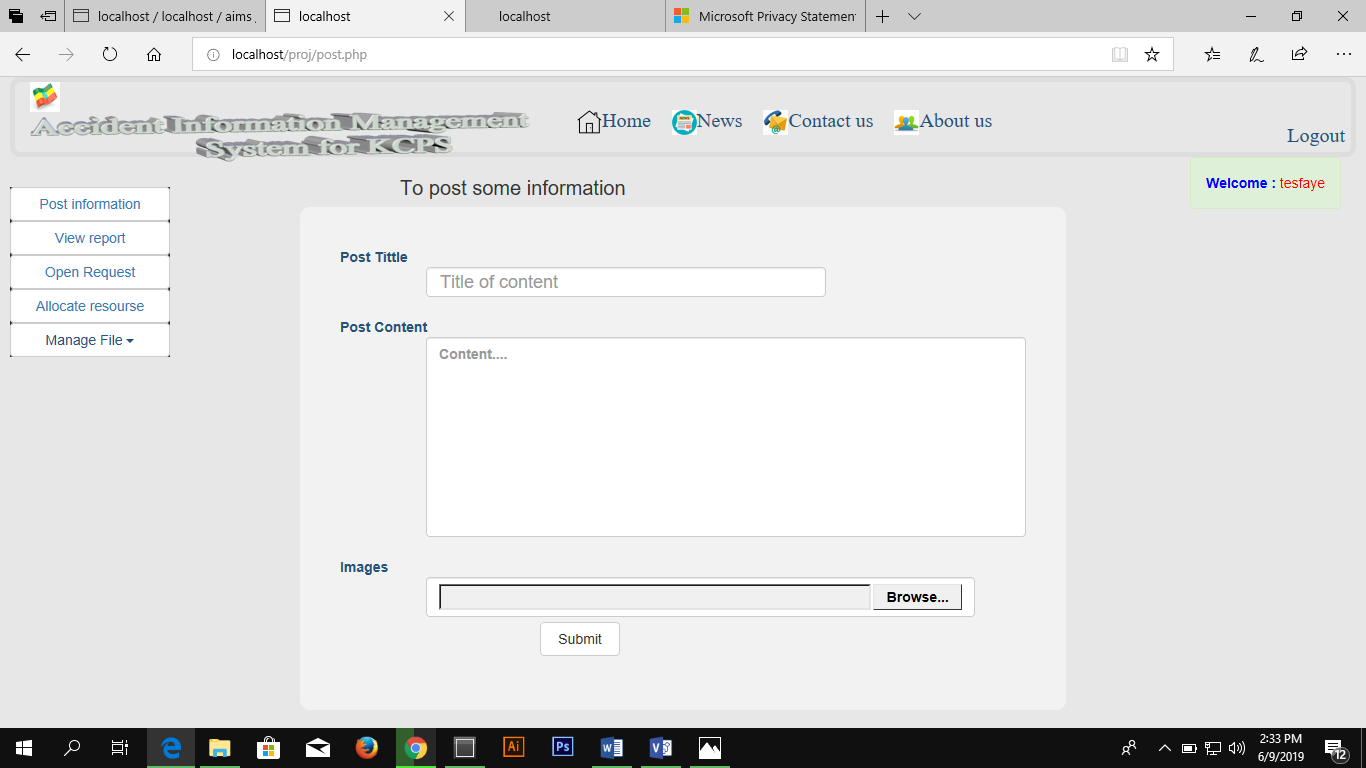 localhost / localhost / aims
localhost
localhost
Microsoft Privacy Statemen
localhost/proj/post.php
Accident Information Management
System for KCPS
Home
News
Contact us
About us
Logout
Welcome : tesfaye
Post information
View report
Open Request
Allocate resourse
Manage File
To post some information
Post Tittle
Title of content
Post Content
Content....
Images
Browse...
Submit
Ai
Ps
W
V
2:33 PM
6/9/2019
12